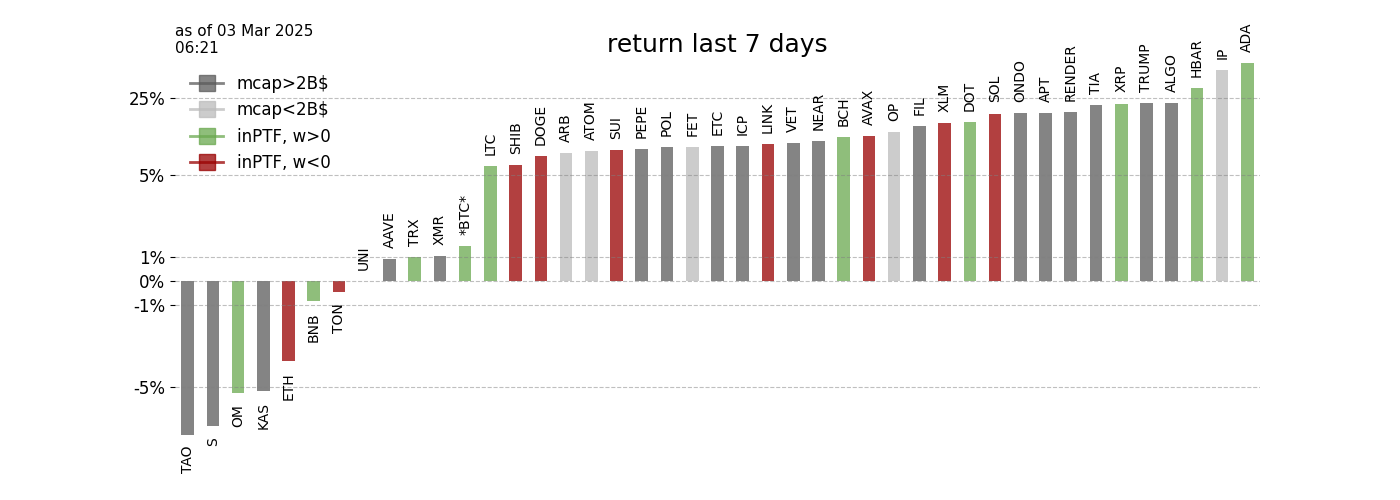 as of 03 Mar 2025
06:21
return last 7 days
mcap>2B$
mcap<2B$
inPTF, w>0
inPTF, w<0
25%
5%
1%
0%
-1%
-5%
TAO
S
OM
KAS
ETH
BNB
TON
UNI
AAVE
TRX
XMR
*BTC*
LTC
SHIB
DOGE
ARB
ATOM
SUI
PEPE
POL
FET
ETC
ICP
LINK
VET
NEAR
BCH
AVAX
OP
FIL
XLM
DOT
SOL
ONDO
APT
RENDER
TIA
XRP
TRUMP
ALGO
HBAR
IP
ADA